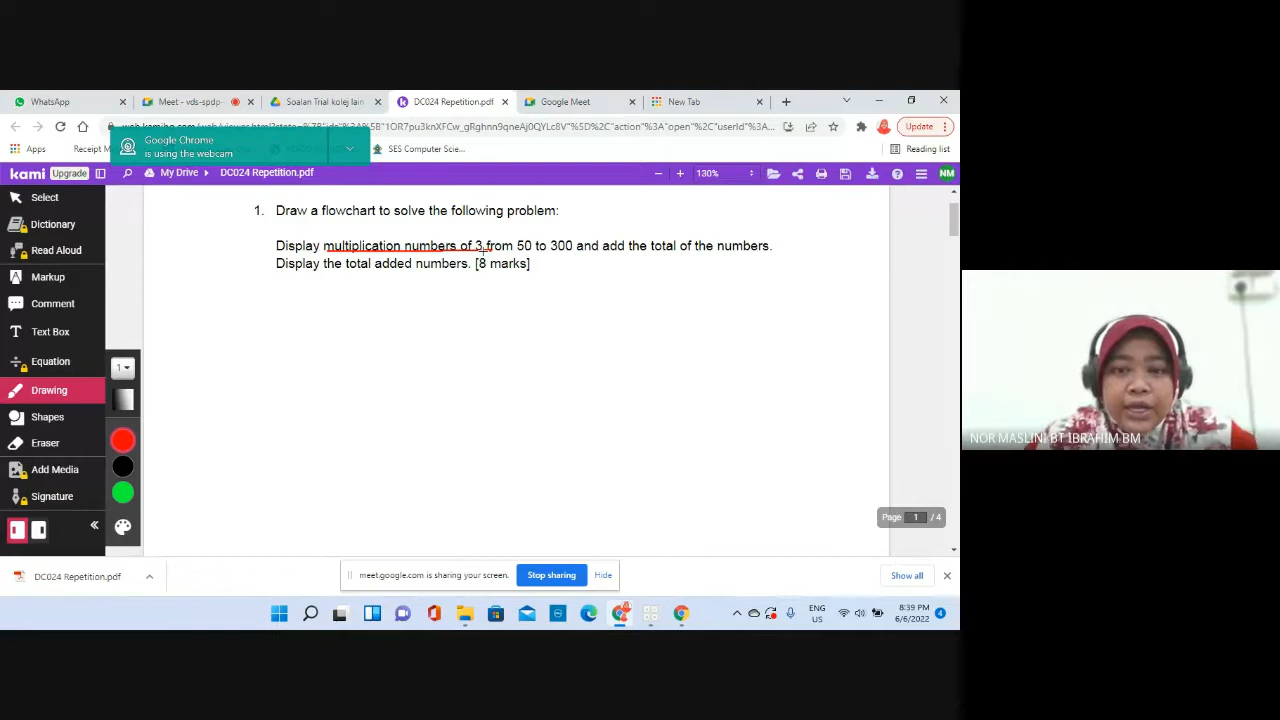 WhatsApp
Meet - vds-spdp-
Soalan Trial kolej lain
DC024 Repetition.pdf
Google Meet
New Tab
Update
Google Chrome
is using the webcam
Apps
Receipt M
SES Computer Scie...
Reading list
kami Upgrade
My Drive
DC024 Repetition.pdf
130%
NM
Select
Dictionary
Read Aloud
Markup
Comment
Text Box
Equation
Drawing
Shapes
Eraser
Add Media
Signature
1
1. Draw a flowchart to solve the following problem:
Display multiplication numbers of 3 from 50 to 300 and add the total of the numbers.
Display the total added numbers. [8 marks]
NOR MASLINI BT IBRAHIM BM
Page 1 / 4
DC024 Repetition.pdf
meet.google.com is sharing your screen.
Stop sharing
Hide
Show all
ENG
US
8:39 PM
6/6/2022
4